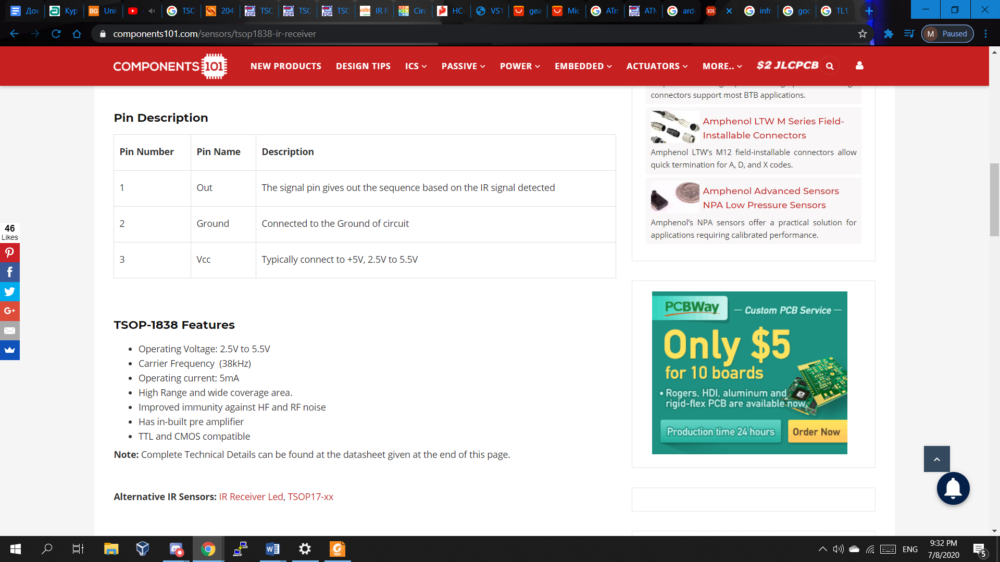 Док
Кур
Uni
TSO
204
TSC
TSC
TSC
IR R
Circ
HC-
VS1
gea
Mic
ATn
ATM
ard
infr
goo
TL1
components101.com/sensors/tsop1838-ir-receiver
M Paused
COMPONENTS 101
NEW PRODUCTS DESIGN TIPS ICS PASSIVE POWER EMBEDDED ACTUATORS MORE.. $2 JLCPCB
Pin Description
Pin Number Pin Name Description
1 Out The signal pin gives out the sequence based on the IR signal detected
2 Ground Connected to the Ground of circuit
3 Vcc Typically connect to +5V, 2.5V to 5.5V
46
Likes
TSOP-1838 Features
• Operating Voltage: 2.5V to 5.5V
• Carrier Frequency (38kHz)
• Operating current: 5mA
• High Range and wide coverage area.
• Improved immunity against HF and RF noise
• Has in-built pre amplifier
• TTL and CMOS compatible
Note: Complete Technical Details can be found at the datasheet given at the end of this page.
Alternative IR Sensors: IR Receiver Led, TSOP17-xx
connectors support most BTB applications.
Amphenol LTW M Series Field-
Installable Connectors
Amphenol LTW’s M12 field-installable connectors allow
quick termination for A, D, and X codes.
Amphenol Advanced Sensors
NPA Low Pressure Sensors
Amphenol’s NPA sensors offer a practical solution for
applications requiring calibrated performance.
PCBWay — Custom PCB Service —
Only $5
for 10 boards
• Rogers, HDI, aluminum and
rigid-flex PCB are available now.
Production time 24 hours Order Now
ENG
9:32 PM
7/8/2020
5